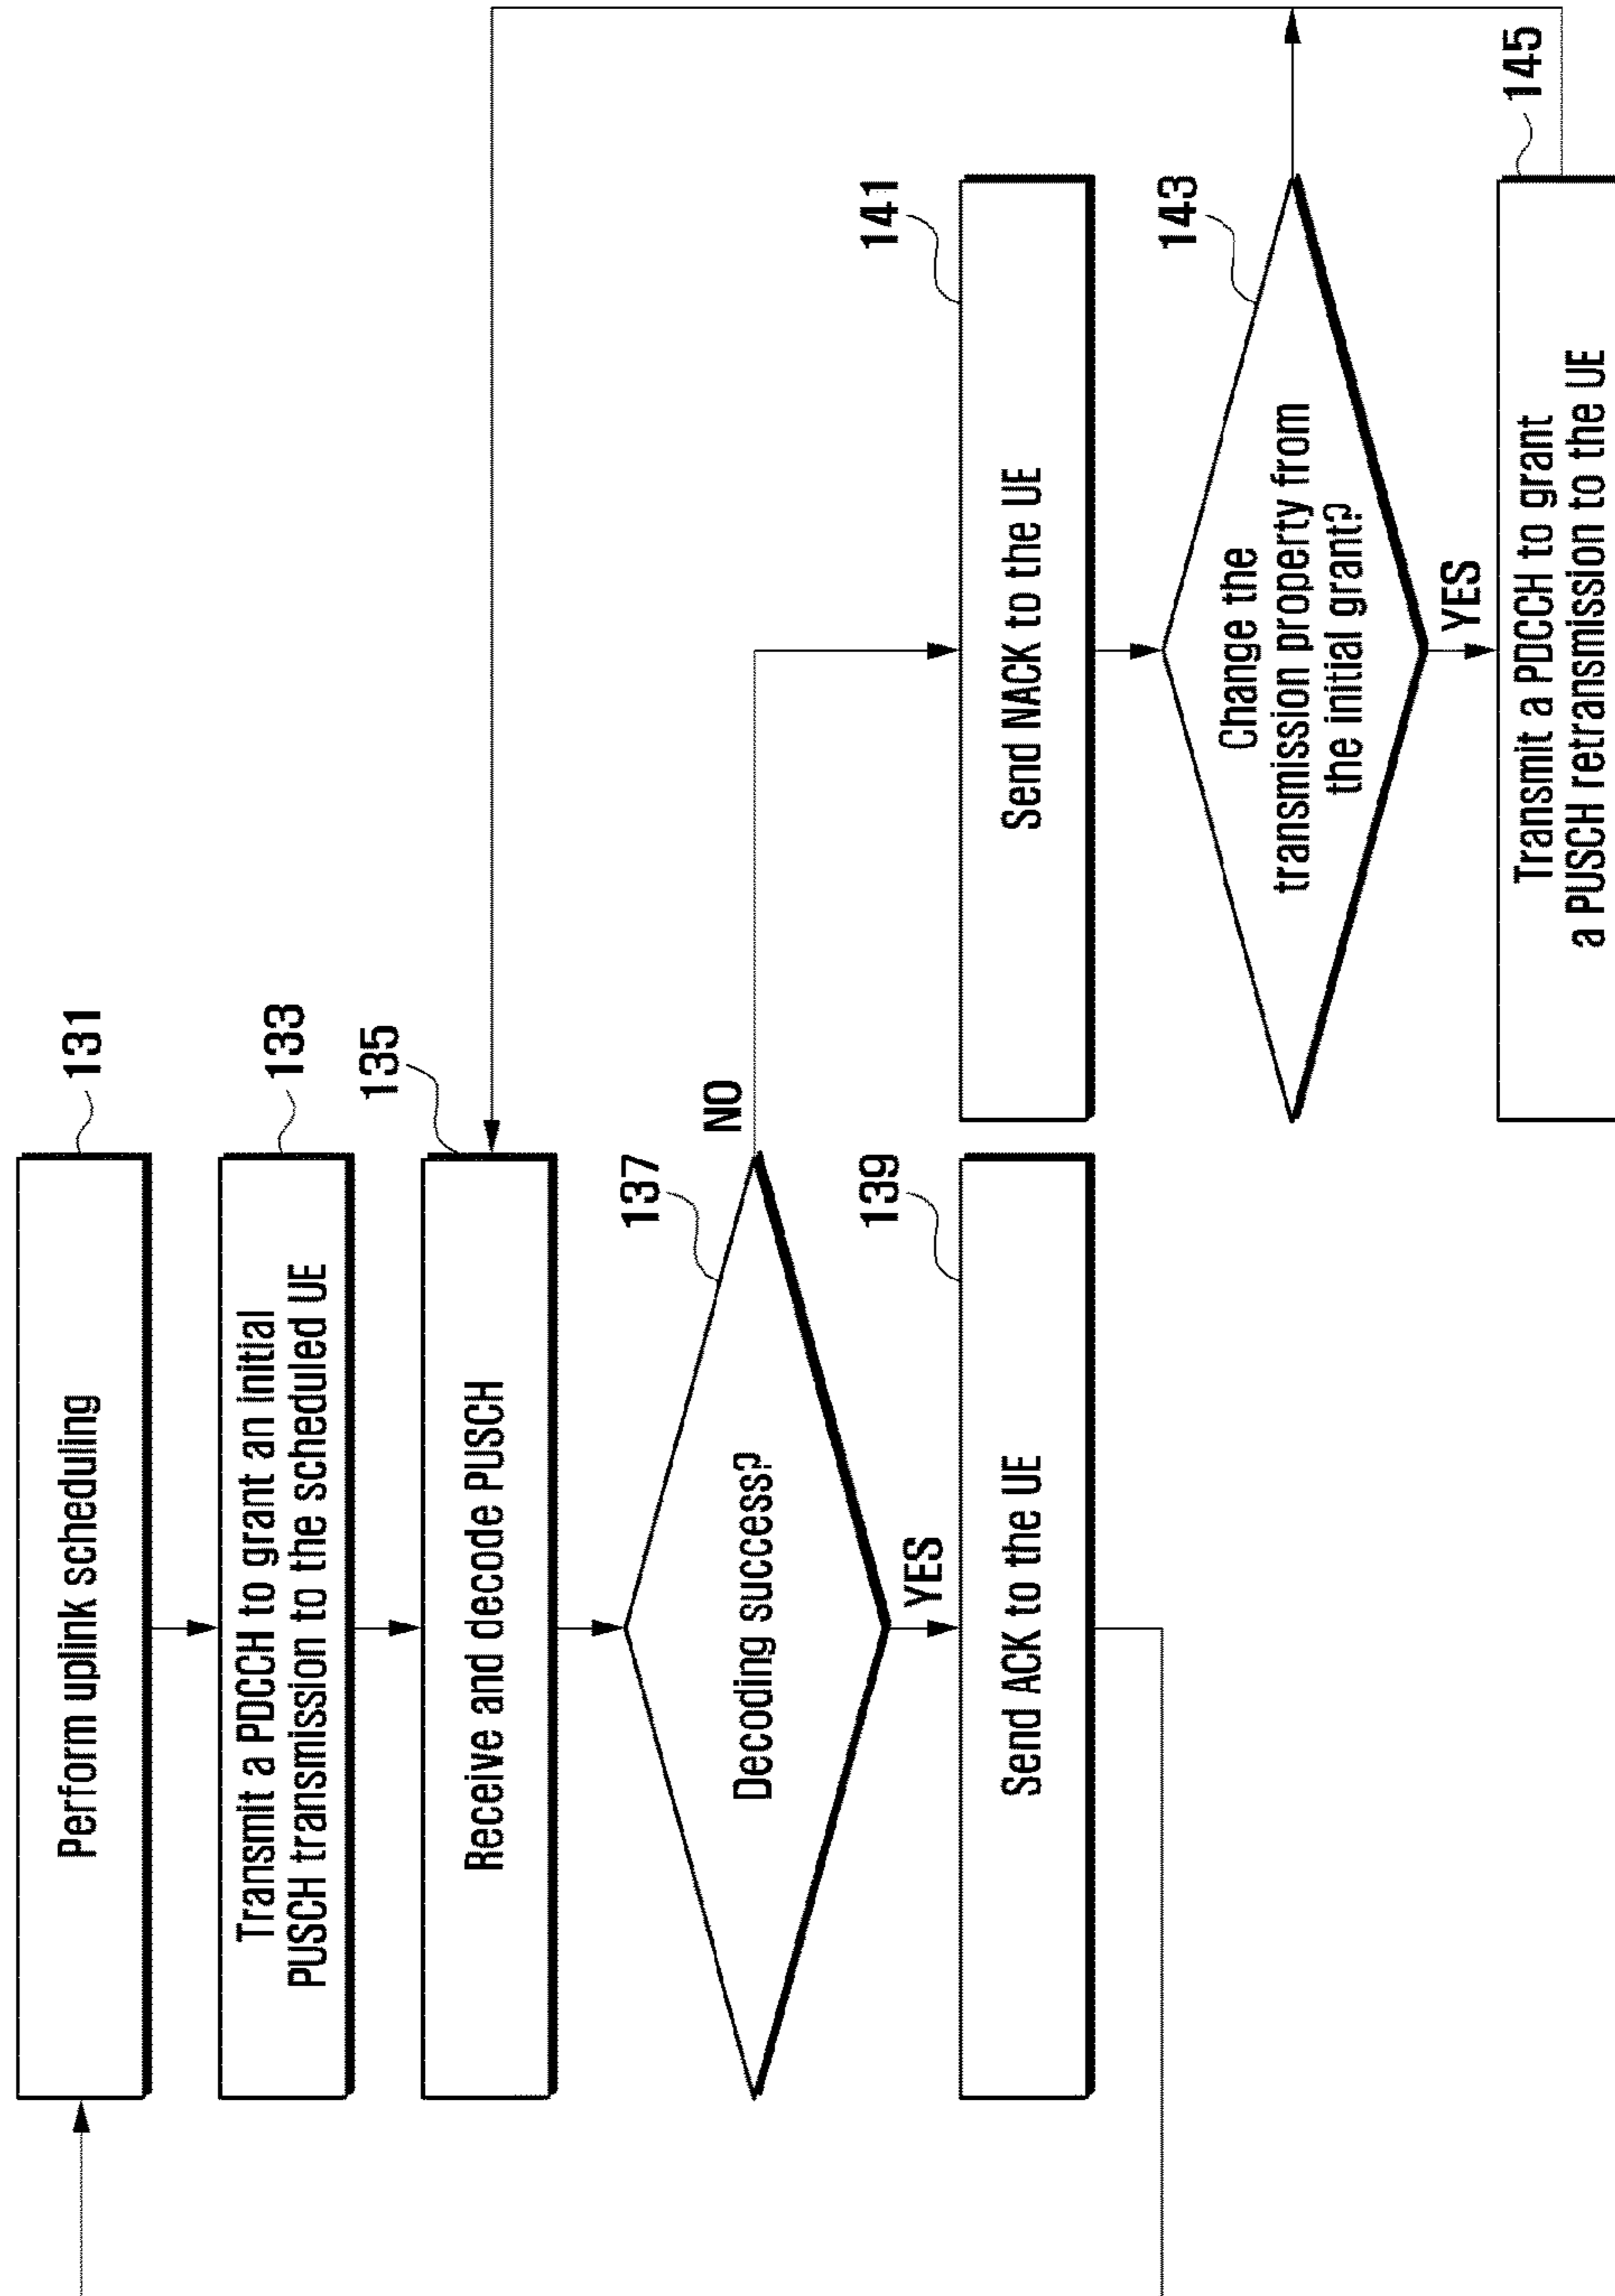 131
Perform uplink scheduling
133
Transmit a PDCCH to grant an initial
PUSCH transmission to the scheduled UE
135
Receive and decode PUSCH
137
Decoding success?
NO
YES
139
Send ACK to the UE
141
Send NACK to the UE
143
Change the
transmission property from
the initial grant?
YES
145
Transmit a PDCCH to grant
a PUSCH retransmission to the UE